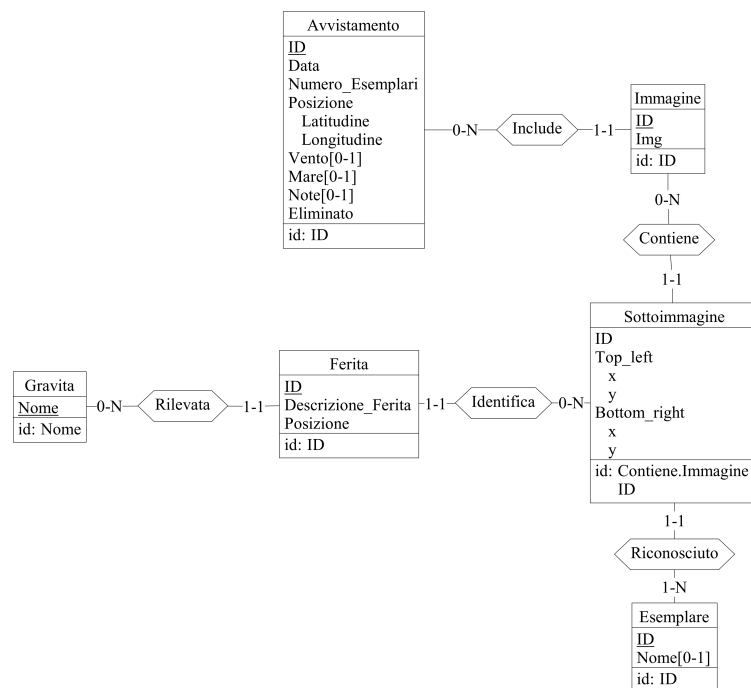 Avvistamento
ID
Data
Numero_Esemplari
Posizione
Latitudine
Longitudine
Vento[0-1]
Mare[0-1]
Note[0-1]
Eliminato
id: ID
0-N
Include
1-1
Immagine
ID
Img
id: ID
0-N
Contiene
1-1
Sottoimmagine
ID
Top_left
x
y
Bottom_right
x
y
id: Contiene.Immagine
ID
Gravita
Nome
id: Nome
0-N
Rilevata
1-1
Ferita
ID
Descrizione_Ferita
Posizione
id: ID
1-1
Identifica
0-N
1-1
Riconosciuto
1-N
Esemplare
ID
Nome[0-1]
id: ID